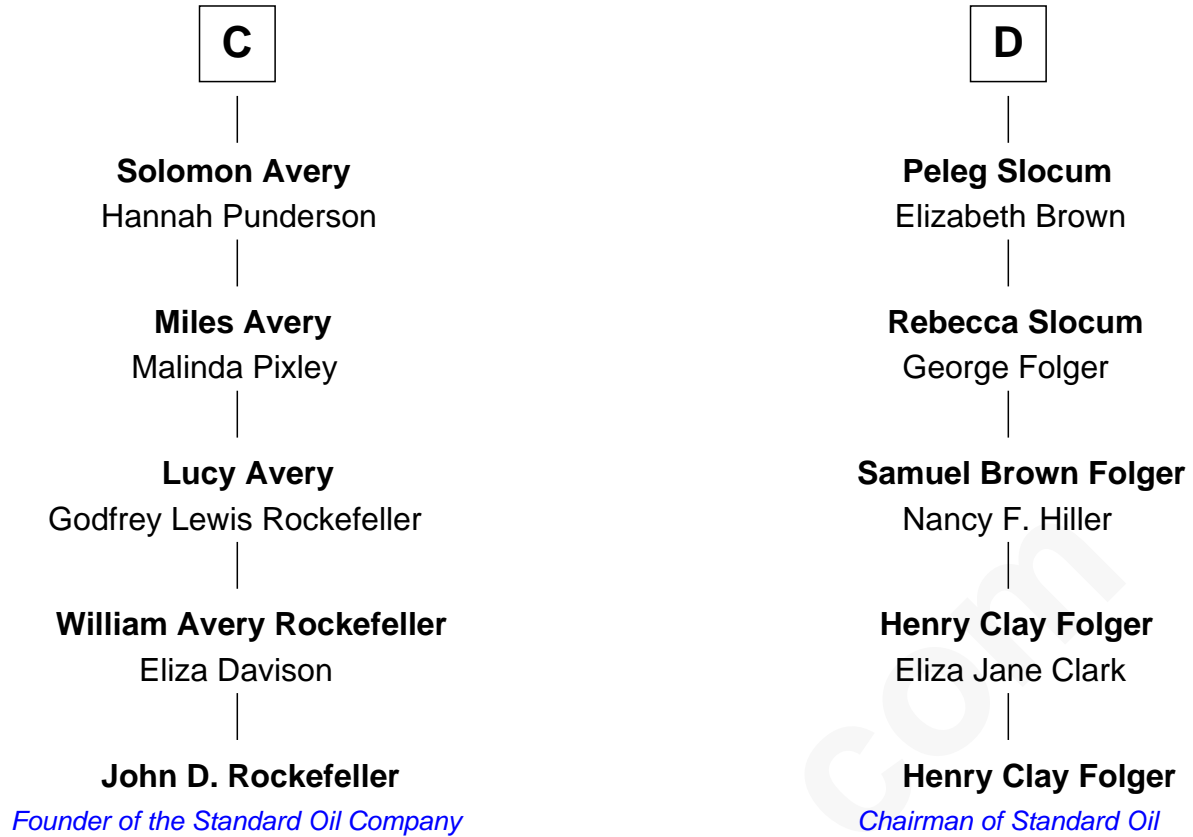 C
Solomon Avery
Hannah Punderson
Miles Avery
Malinda Pixley
Lucy Avery
Godfrey Lewis Rockefeller
William Avery Rockefeller
Eliza Davison
John D. Rockefeller
Founder of the Standard Oil Company
D
Peleg Slocum
Elizabeth Brown
Rebecca Slocum
George Folger
Samuel Brown Folger
Nancy F. Hiller
Henry Clay Folger
Eliza Jane Clark
Henry Clay Folger
Chairman of Standard Oil
com